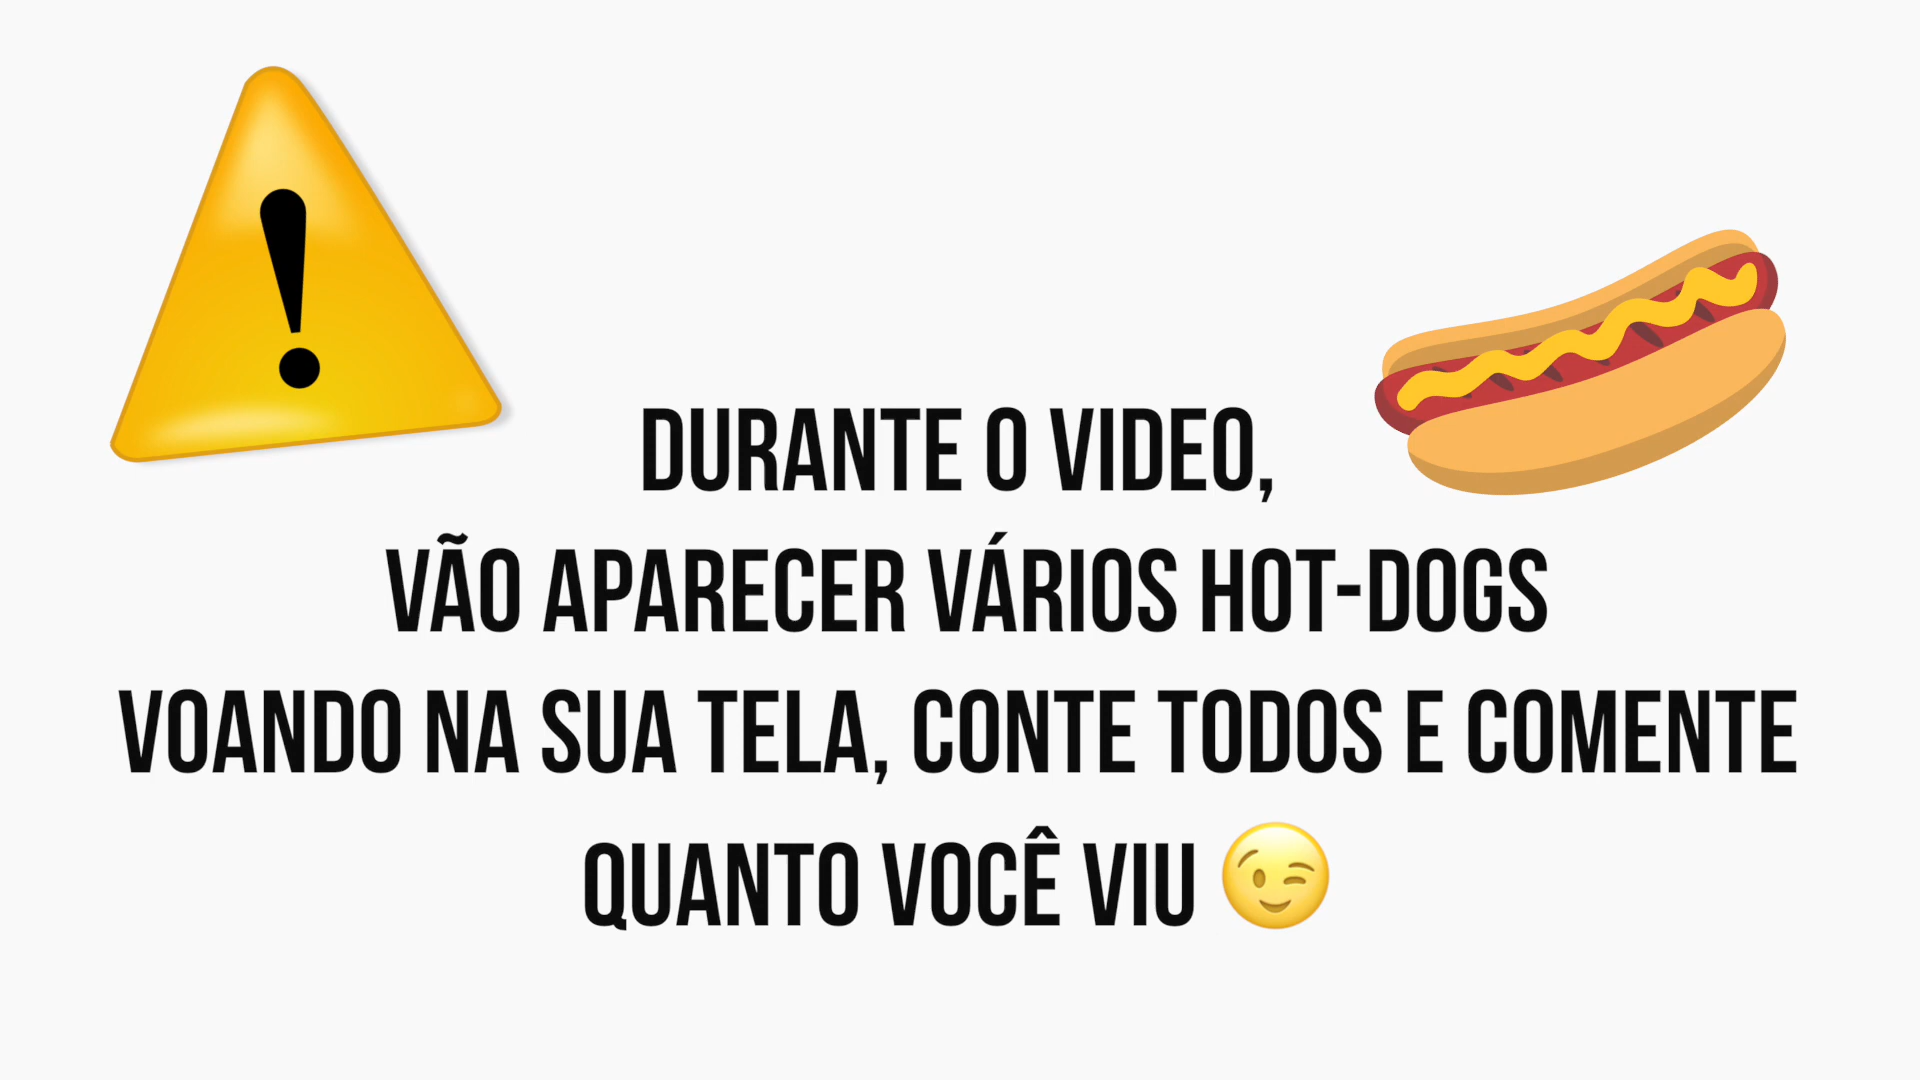 DURANTE O VIDEO,
VÃO APARECER VÁRIOS HOT-DOGS
VOANDO NA SUA TELA, CONTE TODOS E COMENTE
QUANTO VOCÊ VIU 😉